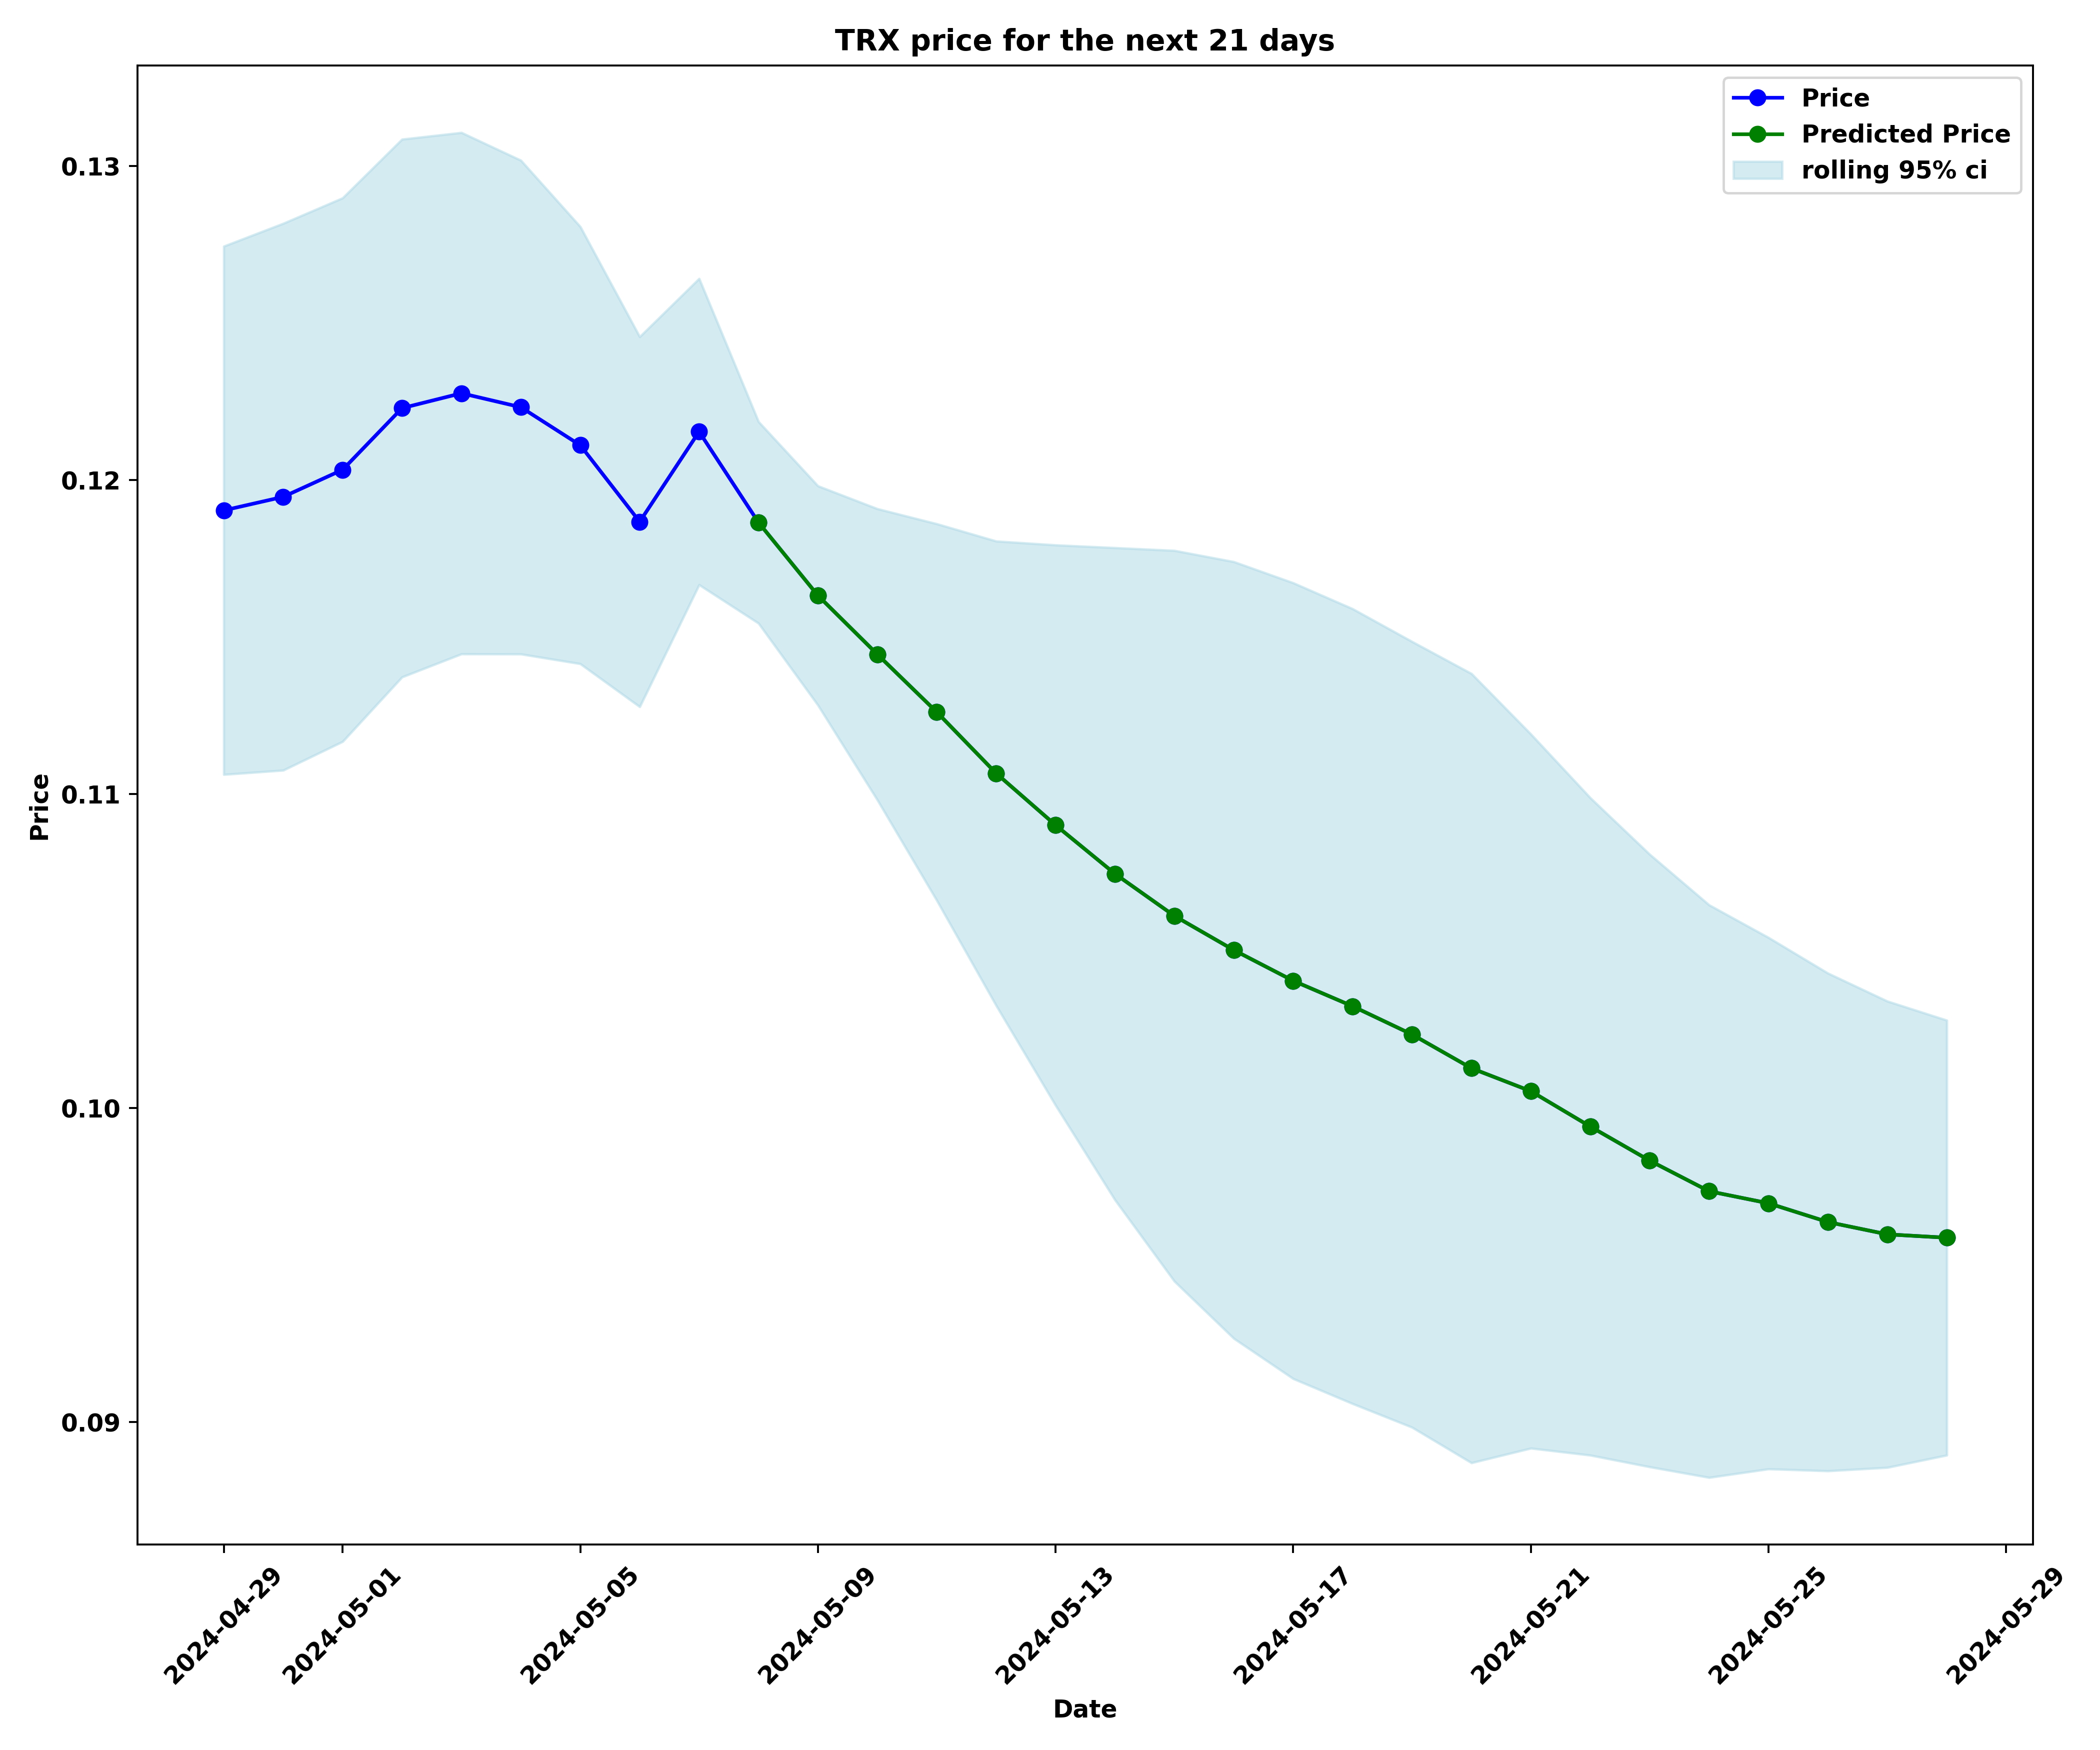 TRX price for the next 21 days
Price
Predicted Price
rolling 95% ci
0.13
0.12
0.11
0.10
0.09
Price
2024-04-29
2024-05-01
2024-05-05
2024-05-09
2024-05-13
2024-05-17
2024-05-21
2024-05-25
2024-05-29
Date